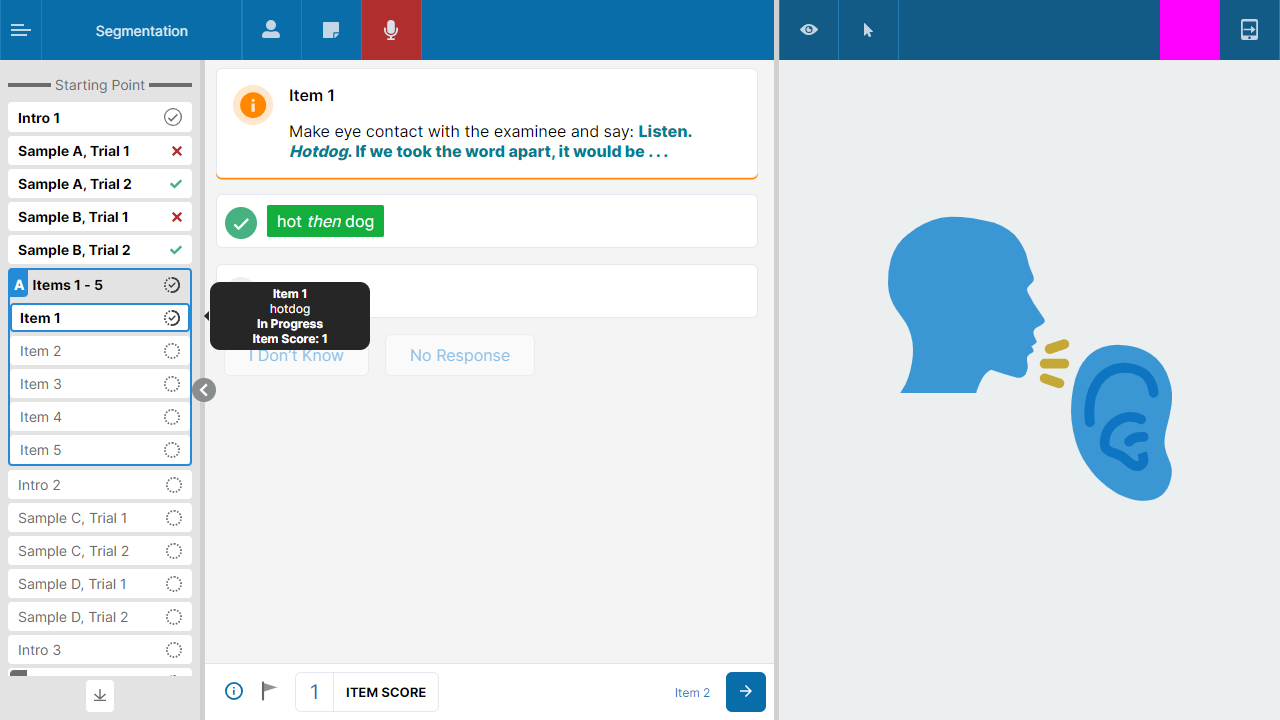 Segmentation
Starting Point
Intro 1
Sample A, Trial 1
Sample A, Trial 2
Sample B, Trial 1
Sample B, Trial 2
A Items 1 - 5
Item 1
Item 2
Item 3
Item 4
Item 5
Intro 2
Sample C, Trial 1
Sample C, Trial 2
Sample D, Trial 1
Sample D, Trial 2
Intro 3
Item 1
Make eye contact with the examinee and say: Listen.
Hotdog. If we took the word apart, it would be . . .
hot then dog
Item 1
hotdog
In Progress
Item Score: 1
I Don't Know
No Response
1 ITEM SCORE
Item 2